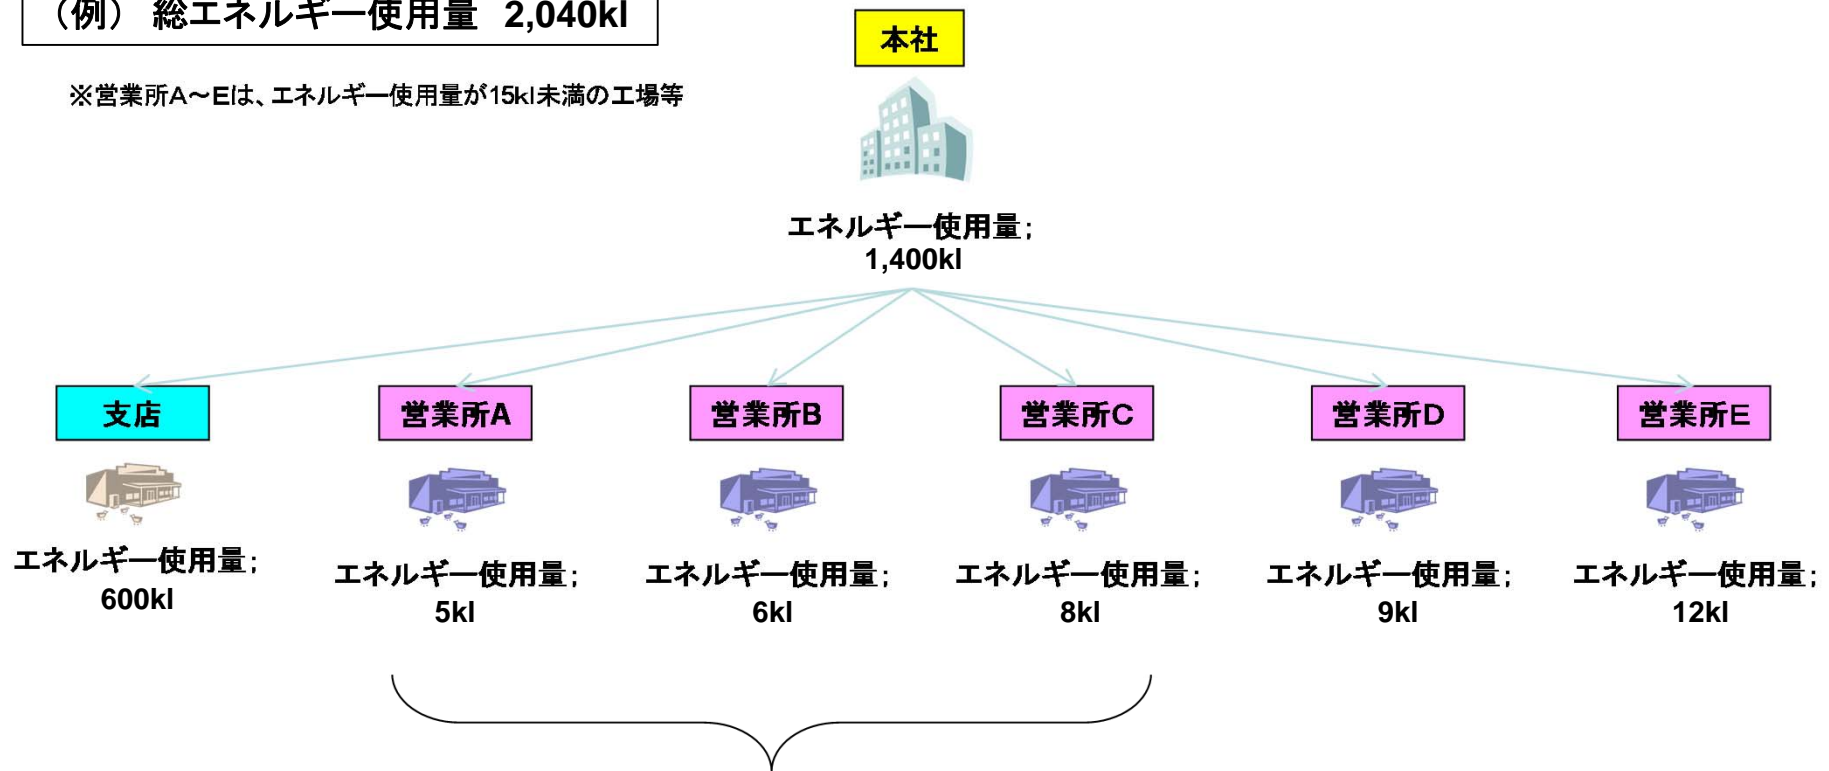 （例） 総エネルギー使用量 2,040kl
本社
※営業所A～Eは、エネルギー使用量が15kl未満の工場等
エネルギー使用量；
1,400kl
支店
営業所A
営業所B
営業所C
営業所D
営業所E
エネルギー使用量；
600kl
エネルギー使用量；
5kl
エネルギー使用量；
6kl
エネルギー使用量；
8kl
エネルギー使用量；
9kl
エネルギー使用量；
12kl